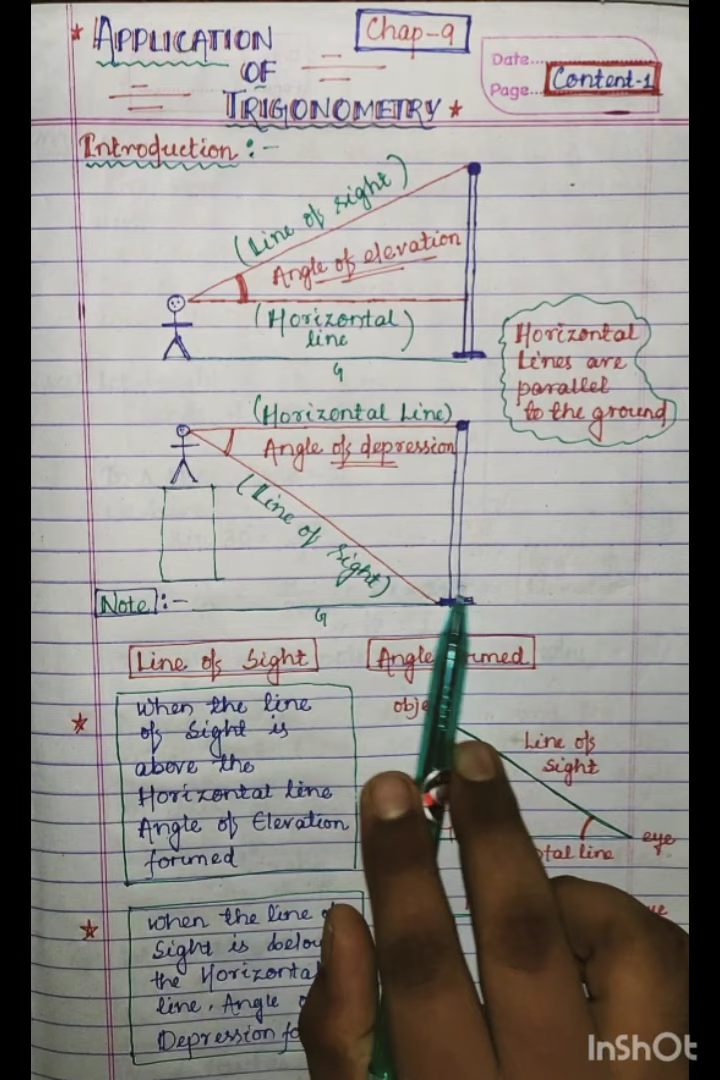 APPLICATION
OF
TRIGONOMETRY
Chap-9
Date....
Page...
Content-1
Introduction :-
(Line of sight)
Angle of elevation
(Horizontal
line)
G
Horizontal
Lines are
parallel
to the ground
(Horizontal Line)
Angle of depression
(Line of sight)
G
Note :-
Line of Sight
Angle
when the line
of sight is
above the
Horizontal line
Angle of Elevation
formed
Line of
sight
eye
line
when the line
Sight is below
the Horizontal
line, Angle
Depression
InShOt